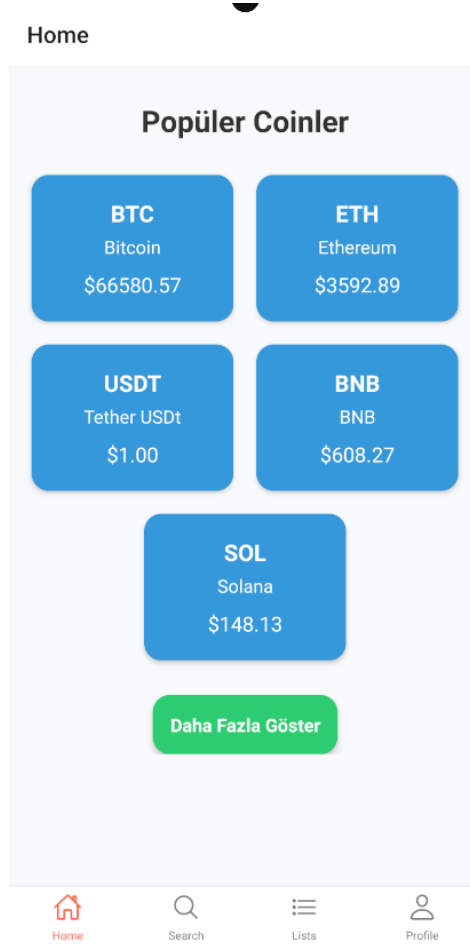 Home
Popüler Coinler
BTC
Bitcoin
$66580.57
ETH
Ethereum
$3592.89
USDT
Tether USDt
$1.00
BNB
BNB
$608.27
SOL
Solana
$148.13
Daha Fazla Göster
Home
Search
Lists
Profile